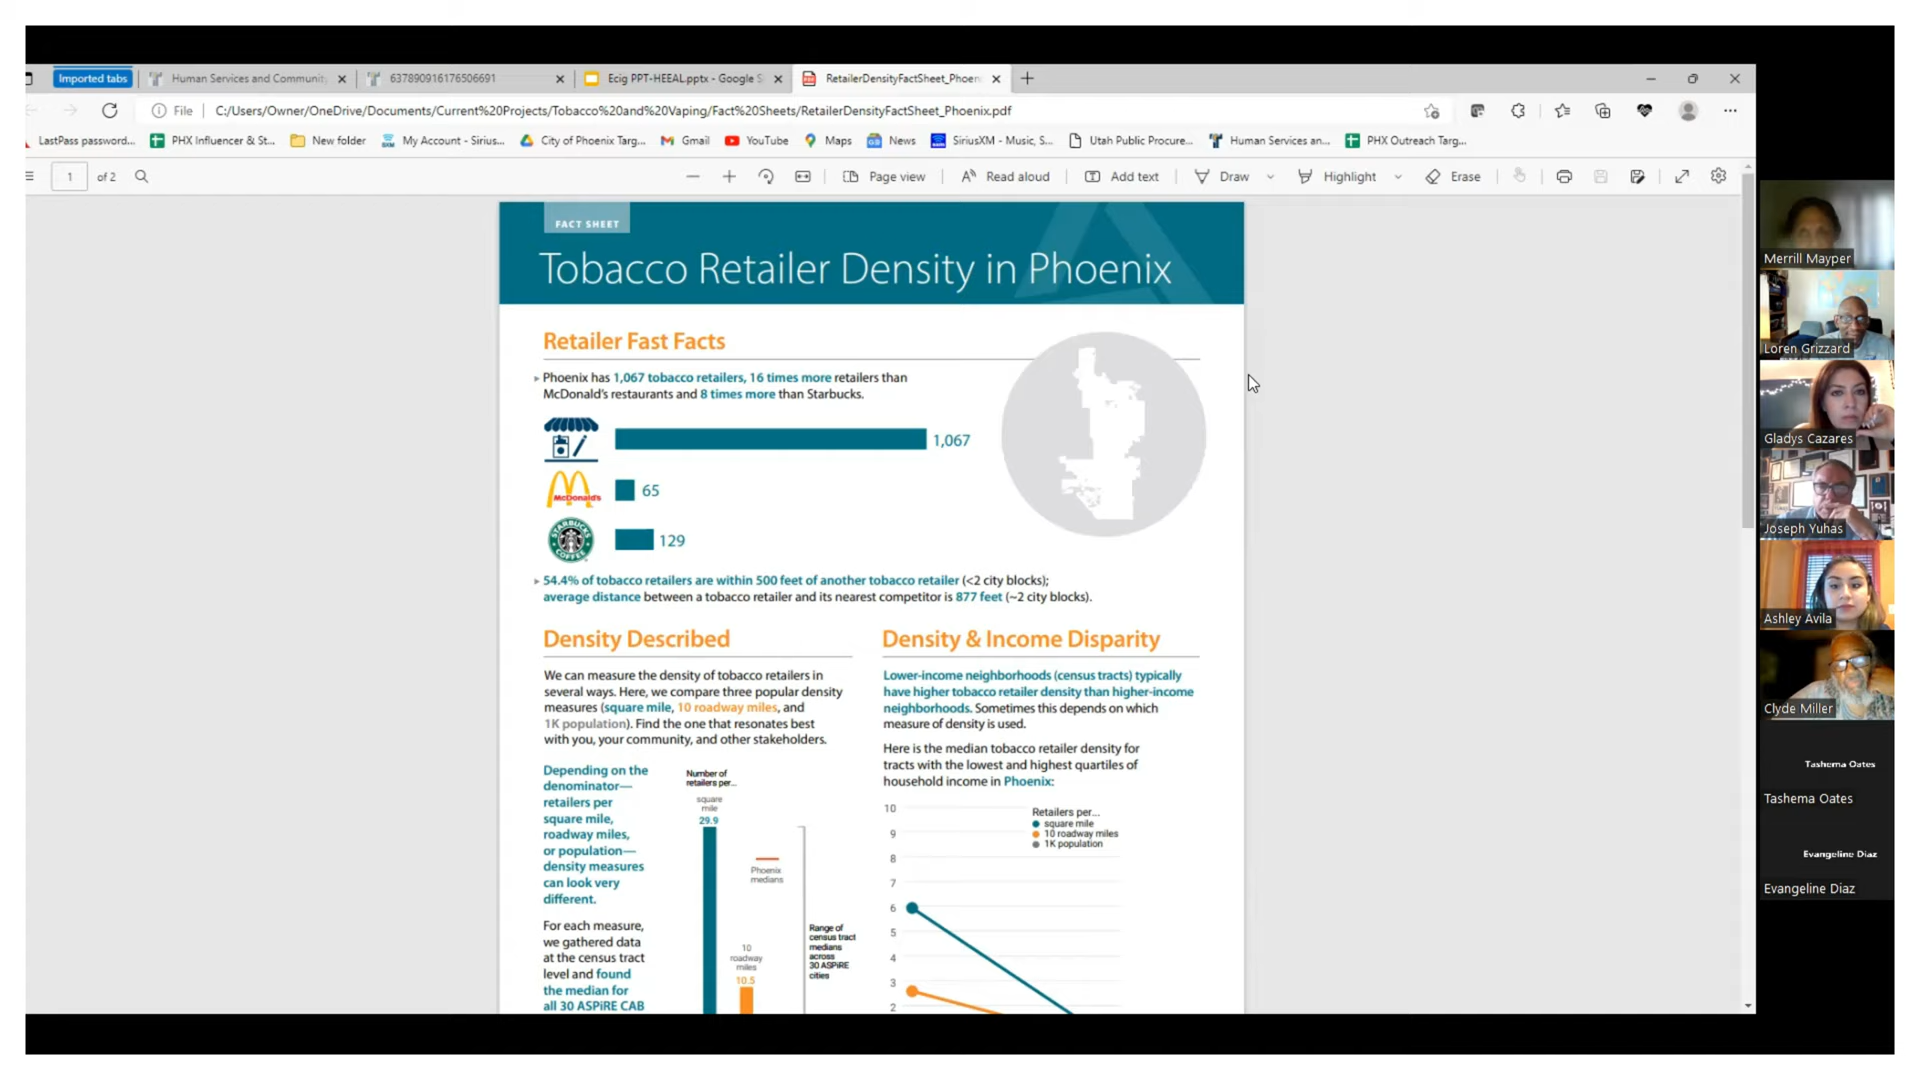 Imported tabs
Human Services and Communit
637890916176506691
Ecig PPT-HEEAL.pptx - Google S
RetailerDensityFactSheet_Phoen
File
C:/Users/Owner/OneDrive/Documents/Current%20Projects/Tobacco%20and%20Vaping/Fact%20Sheets/RetailerDensityFactSheet_Phoenix.pdf
LastPass password...
PHX Influencer & St...
New folder
My Account - Sirius...
City of Phoenix Targ...
Gmail
YouTube
Maps
News
SiriusXM - Music, S...
Utah Public Procure...
Human Services an...
PHX Outreach Targ...
1 of 2
Page view
Read aloud
Add text
Draw
Highlight
Erase
FACT SHEET
Tobacco Retailer Density in Phoenix
Retailer Fast Facts
Phoenix has 1,067 tobacco retailers, 16 times more retailers than
McDonald's restaurants and 8 times more than Starbucks.
1,067
McDonald's
65
STARBUCKS
COFFEE
129
54.4% of tobacco retailers are within 500 feet of another tobacco retailer (<2 city blocks);
average distance between a tobacco retailer and its nearest competitor is 877 feet (~2 city blocks).
Density Described
We can measure the density of tobacco retailers in
several ways. Here, we compare three popular density
measures (square mile, 10 roadway miles, and
1K population). Find the one that resonates best
with you, your community, and other stakeholders.
Depending on the
denominator—
retailers per
square mile,
roadway miles,
or population—
density measures
can look very
different.
For each measure,
we gathered data
at the census tract
level and found
the median for
all 30 ASPiRE CAB
Number of
retailers per...
square
mile
29.9
Phoenix
medians
10
roadway
miles
10.5
Range of
census tract
medians
across
30 ASPiRE
cities
Density & Income Disparity
Lower-income neighborhoods (census tracts) typically
have higher tobacco retailer density than higher-income
neighborhoods. Sometimes this depends on which
measure of density is used.
Here is the median tobacco retailer density for
tracts with the lowest and highest quartiles of
household income in Phoenix:
10
9
8
7
6
5
4
3
2
Retailers per...
square mile
10 roadway miles
1K population
Merrill Mayper
Loren Grizzard
Gladys Cazares
Joseph Yuhas
Ashley Avila
Clyde Miller
Tashema Oates
Tashema Oates
Evangeline Diaz
Evangeline Diaz